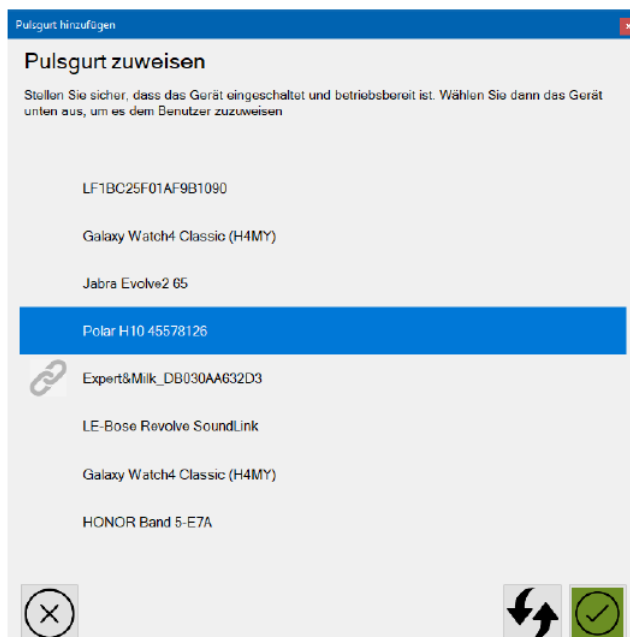 Pulsgurt hinzufügen
Pulsgurt zuweisen
Stellen Sie sicher, dass das Gerät eingeschaltet und betriebsbereit ist. Wählen Sie dann das Gerät
unten aus, um es dem Benutzer zuzuweisen
LF1BC25F01AF9B1090
Galaxy Watch4 Classic (H4MY)
Jabra Evolve2 65
Polar H10 45578126
Expert&Milk_DB030AA632D3
LE-Bose Revolve SoundLink
Galaxy Watch4 Classic (H4MY)
HONOR Band 5-E7A